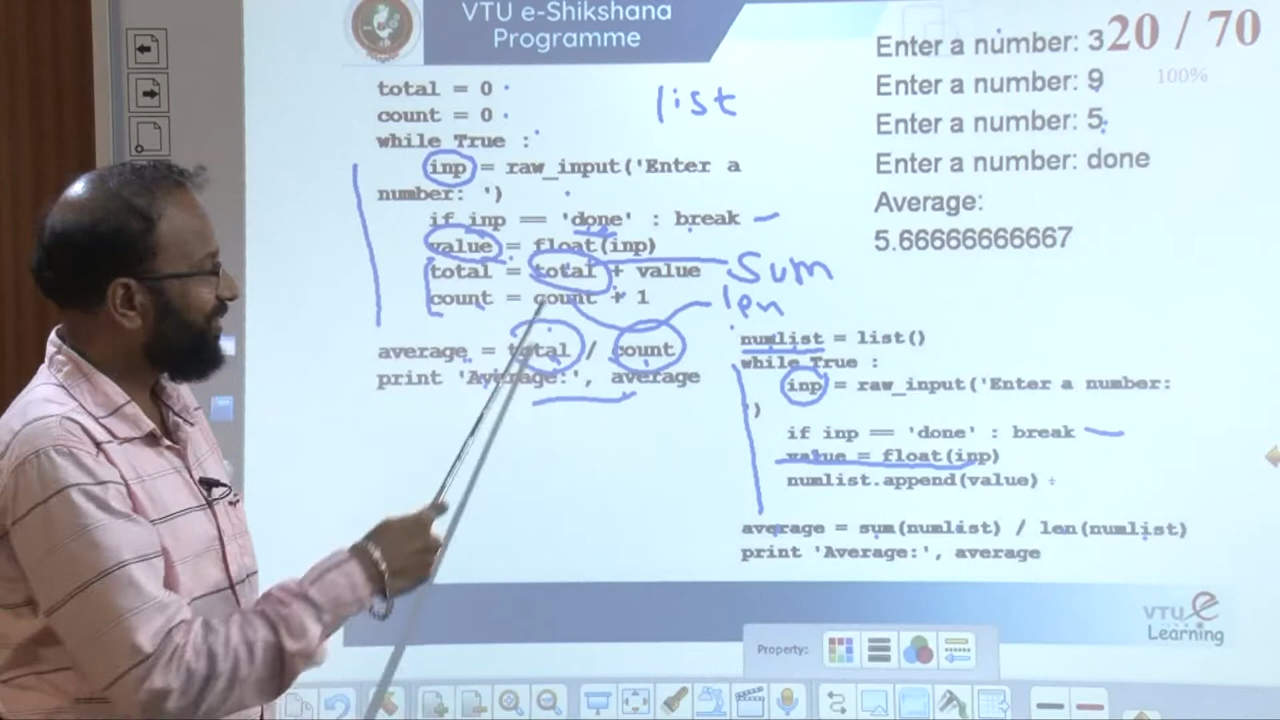 VTU e-Shikshana
Programme
20 / 70
100%
total = 0
count = 0
while True :
inp = raw_input('Enter a
number: ')
if inp == 'done' : break
value = float(inp)
total = total + value
count = count + 1
average = total / count
print 'Average:', average
list
Sum
len
Enter a number: 3
Enter a number: 9
Enter a number: 5
Enter a number: done
Average:
5.66666666667
numlist = list()
while True :
inp = raw_input('Enter a number:
')
if inp == 'done' : break
value = float(inp)
numlist.append(value)
average = sum(numlist) / len(numlist)
print 'Average:', average
VTU e
Learning
Property: